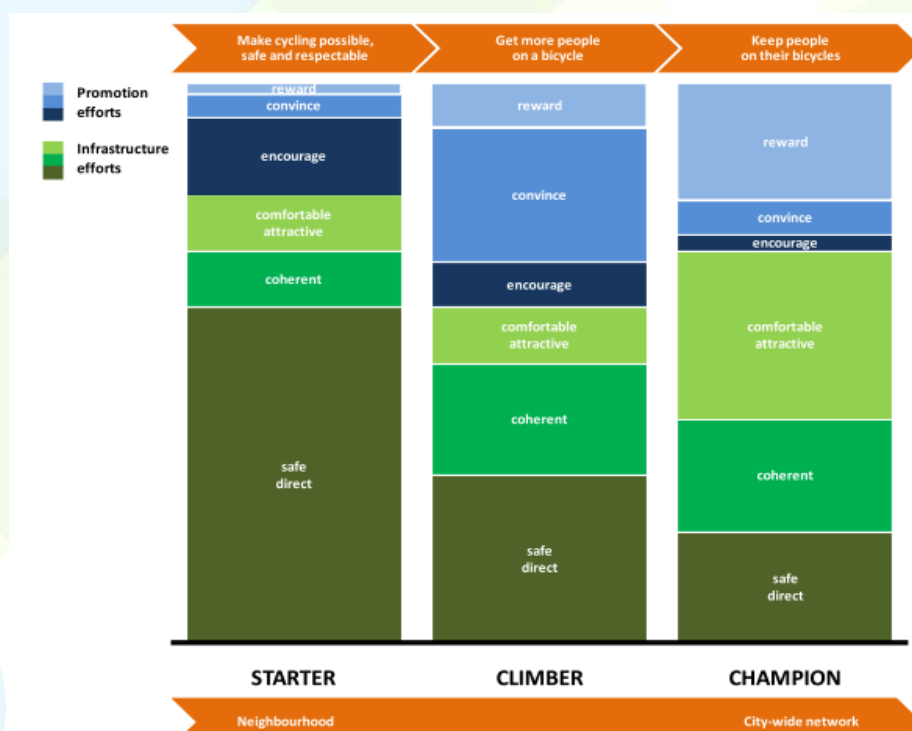 Make cycling possible,
safe and respectable
Get more people
on a bicycle
Keep people
on their bicycles
Promotion
efforts
Infrastructure
efforts
reward
convince
encourage
comfortable
attractive
coherent
safe
direct
reward
convince
encourage
comfortable
attractive
coherent
safe
direct
reward
convince
encourage
comfortable
attractive
coherent
safe
direct
STARTER
CLIMBER
CHAMPION
Neighbourhood
City-wide network